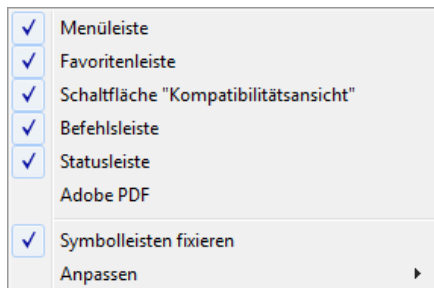 Menüleiste
Favoritenleiste
Schaltfläche "Kompatibilitätsansicht"
Befehlsleiste
Statusleiste
Adobe PDF
Symbolleisten fixieren
Anpassen